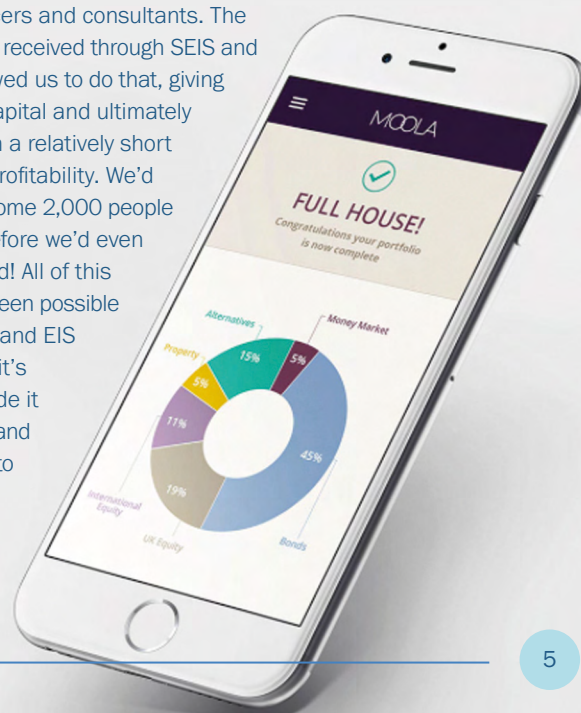 ers and consultants. The
received through SEIS and
ved us to do that, giving
apital and ultimately
a relatively short
rofitability. We'd
ome 2,000 people
efore we'd even
d! All of this
een possible
and EIS
it's
de it
and
to
MOOLA
FULL HOUSE!
Congratulations your portfolio
is now complete
Alternatives
Money Market
Property
15%
5%
5%
11%
45%
19%
International
Equity
UK Equity
Bonds
5